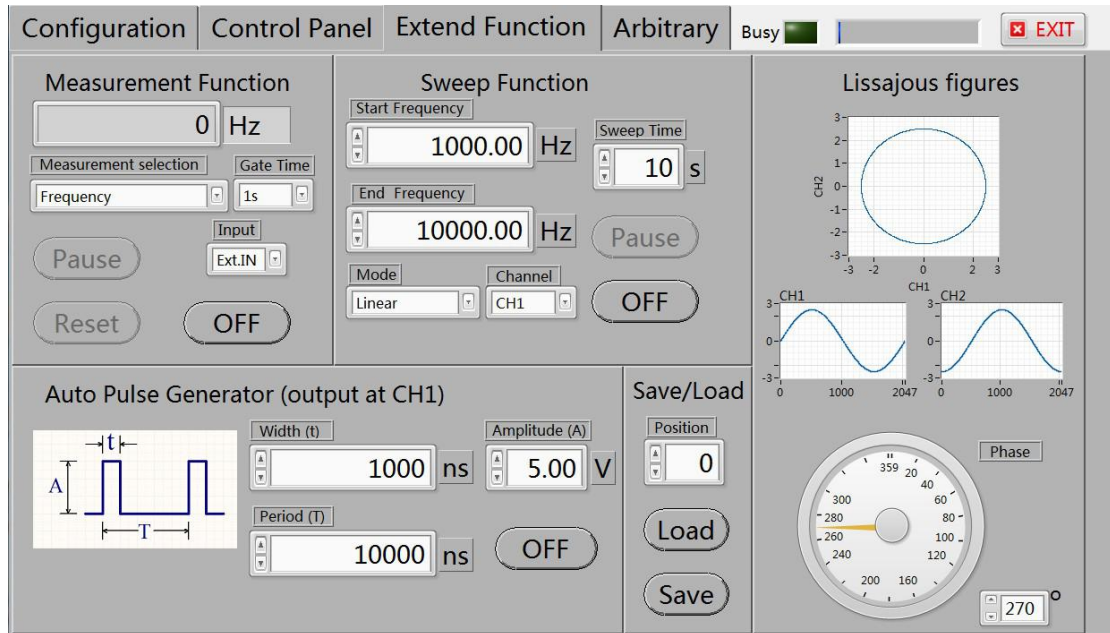 Configuration
Control Panel
Extend Function
Arbitrary
Busy
EXIT
Measurement Function
0 Hz
Measurement selection
Gate Time
Frequency
1s
Input
Ext.IN
Pause
Reset
OFF
Sweep Function
Start Frequency
1000.00 Hz
Sweep Time
10 s
End Frequency
10000.00 Hz
Pause
Mode
Channel
Linear
CH1
OFF
Lissajous figures
3
2
1
0
-1
-2
-3
CH2
-3 -2 0 2 3
CH1
CH1
3
0
-3
0 1000 2047
CH2
3
0
-3
0 1000 2047
Auto Pulse Generator (output at CH1)
t
A
T
Width (t)
1000 ns
Amplitude (A)
5.00 V
Period (T)
10000 ns
OFF
Save/Load
Position
0
Load
Save
Phase
359 20
40
60
80
100
120
160
200
240
260
280
300
270 °